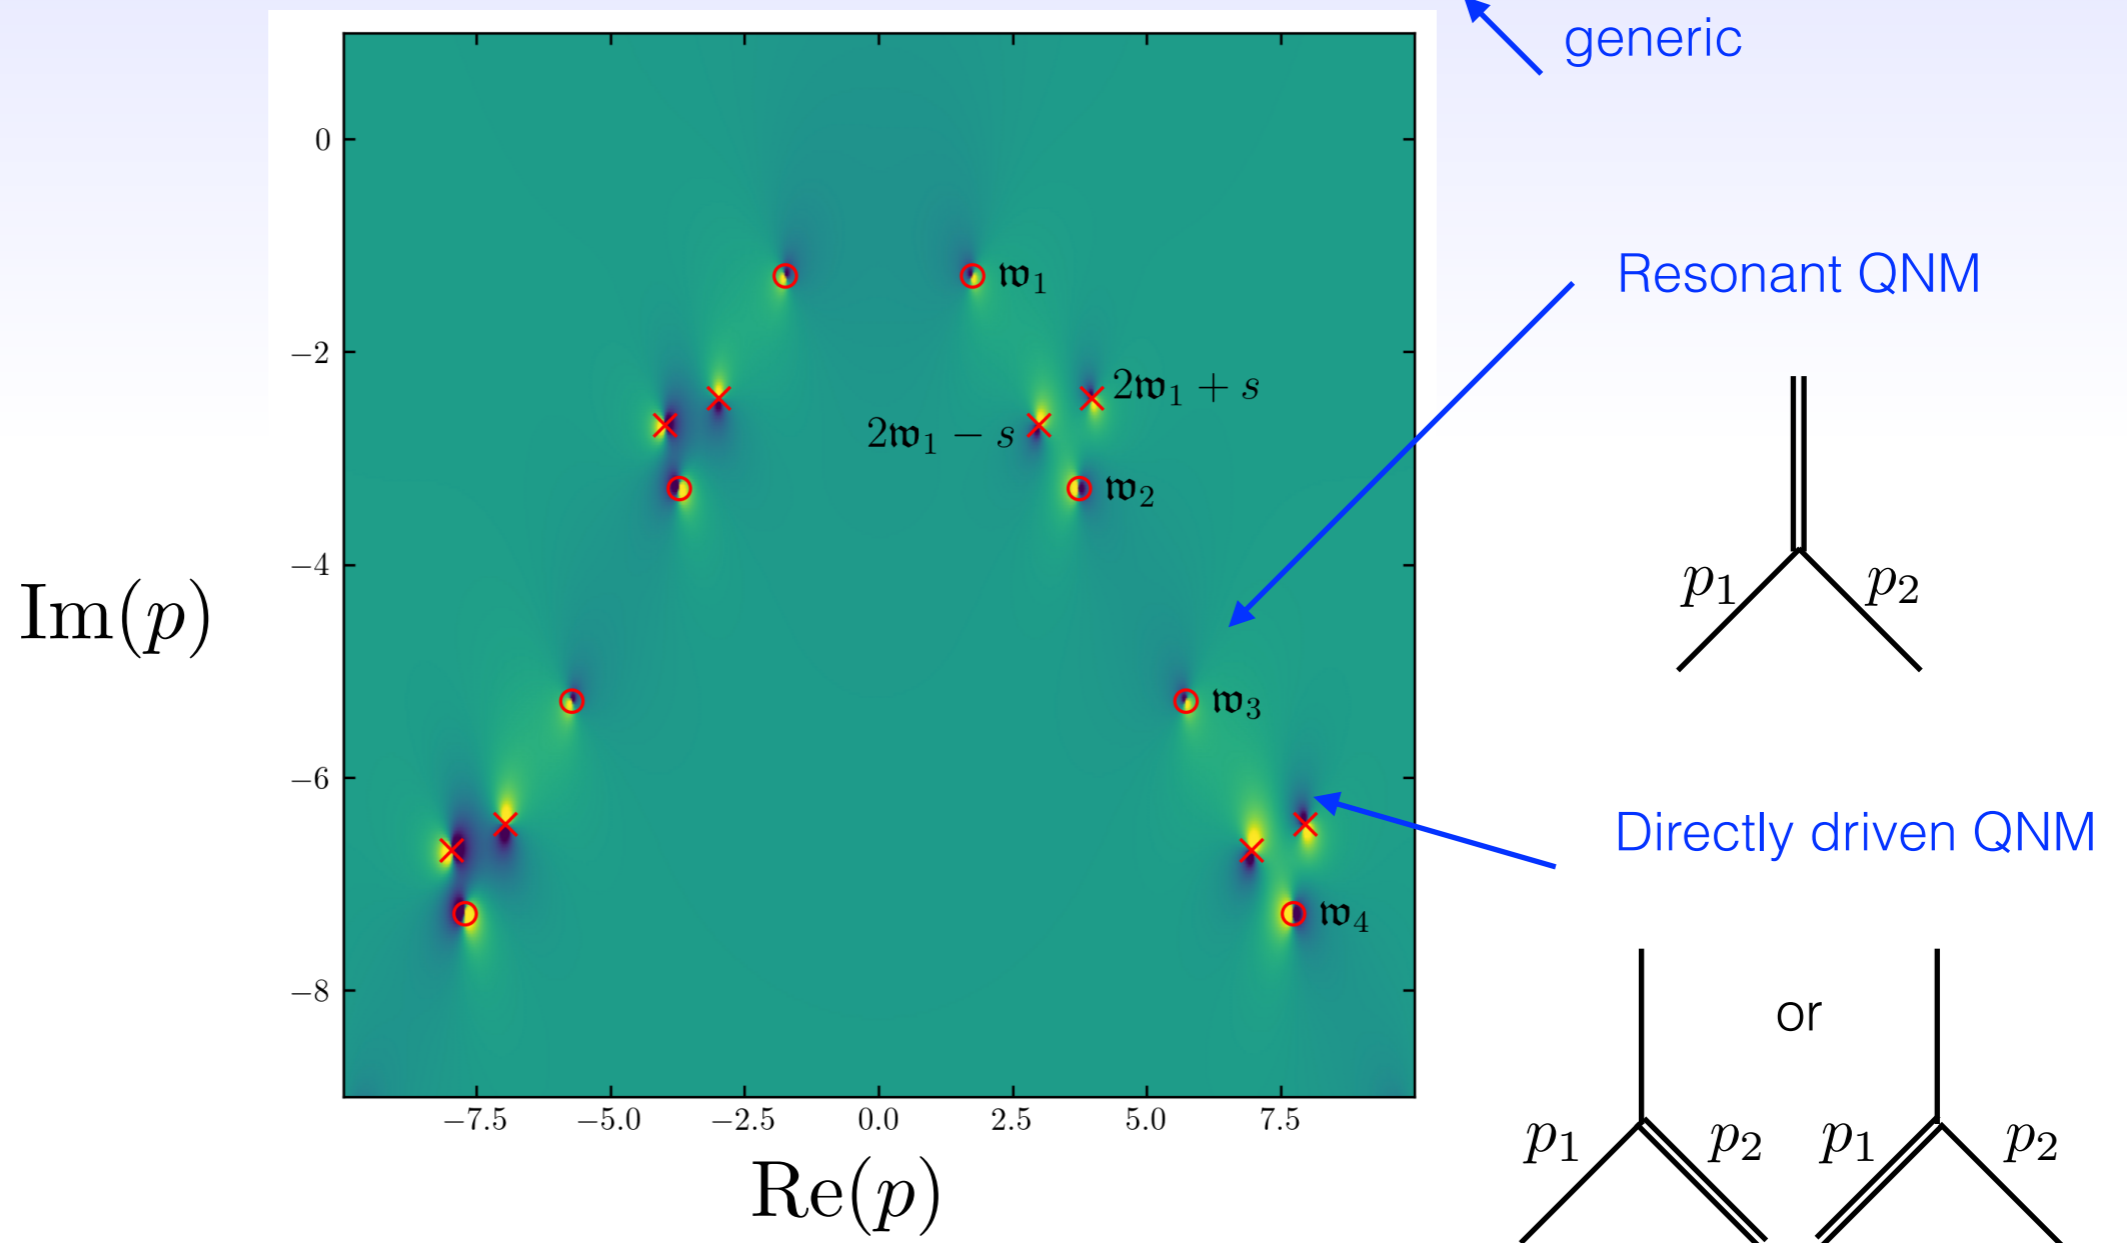 generic
0
−2
−4
−6
−8
Im(p)
−7.5 −5.0 −2.5 0.0 2.5 5.0 7.5
Re(p)
𝔴₁
2𝔴₁ + s
2𝔴₁ − s
𝔴₂
𝔴₃
𝔴₄
Resonant QNM
p₁ p₂
Directly driven QNM
or
p₁ p₂ p₁ p₂